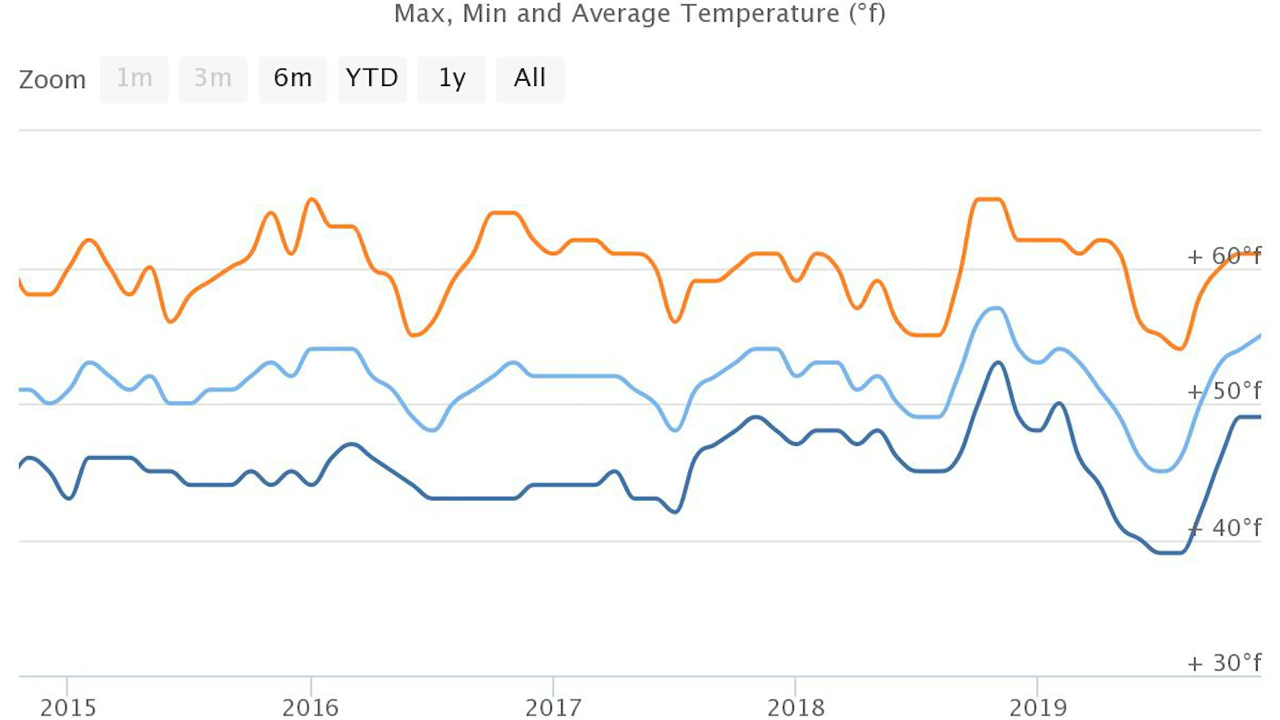 Max, Min and Average Temperature (°f)
Zoom 1m 3m 6m YTD 1y All
+ 60°f
+ 50°f
+ 40°f
+ 30°f
2015 2016 2017 2018 2019